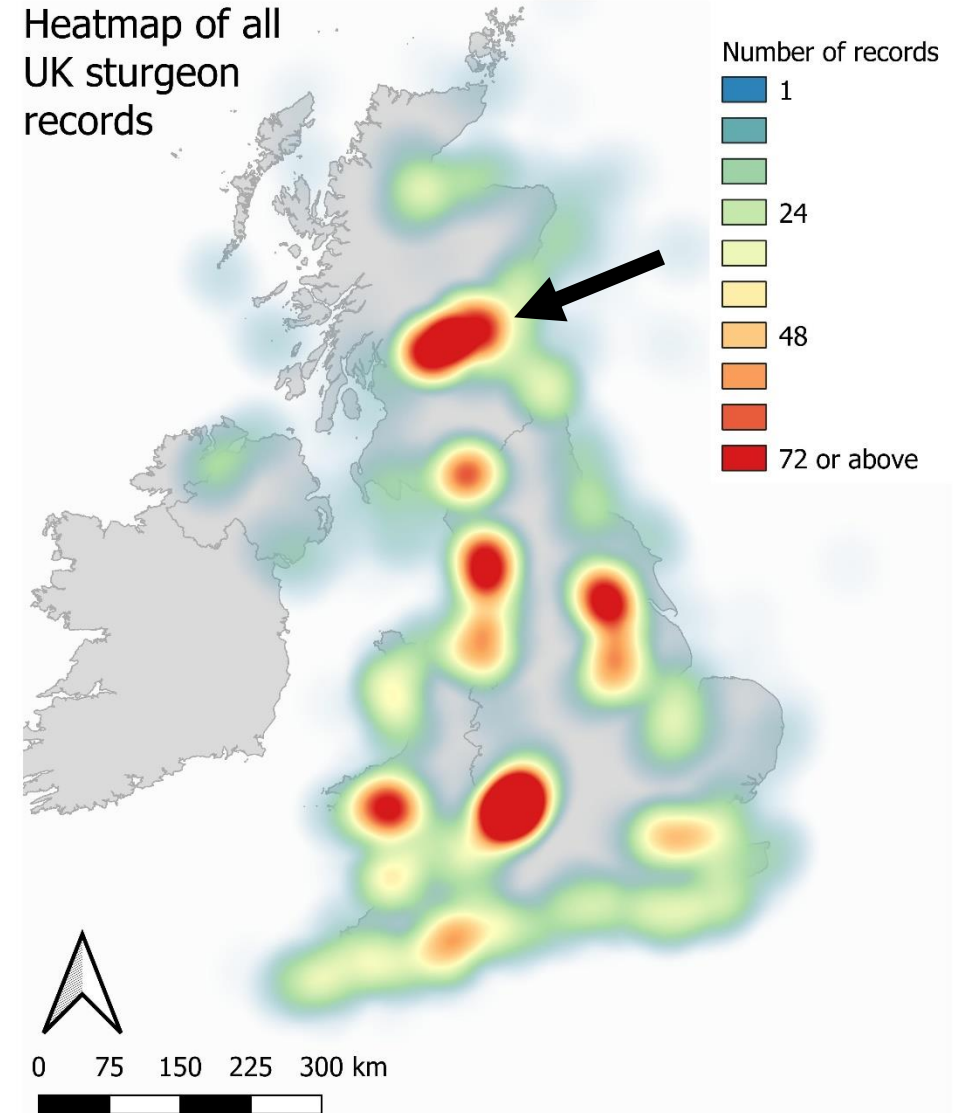 Heatmap of all
UK sturgeon
records
Number of records
1
24
48
72 or above
0 75 150 225 300 km